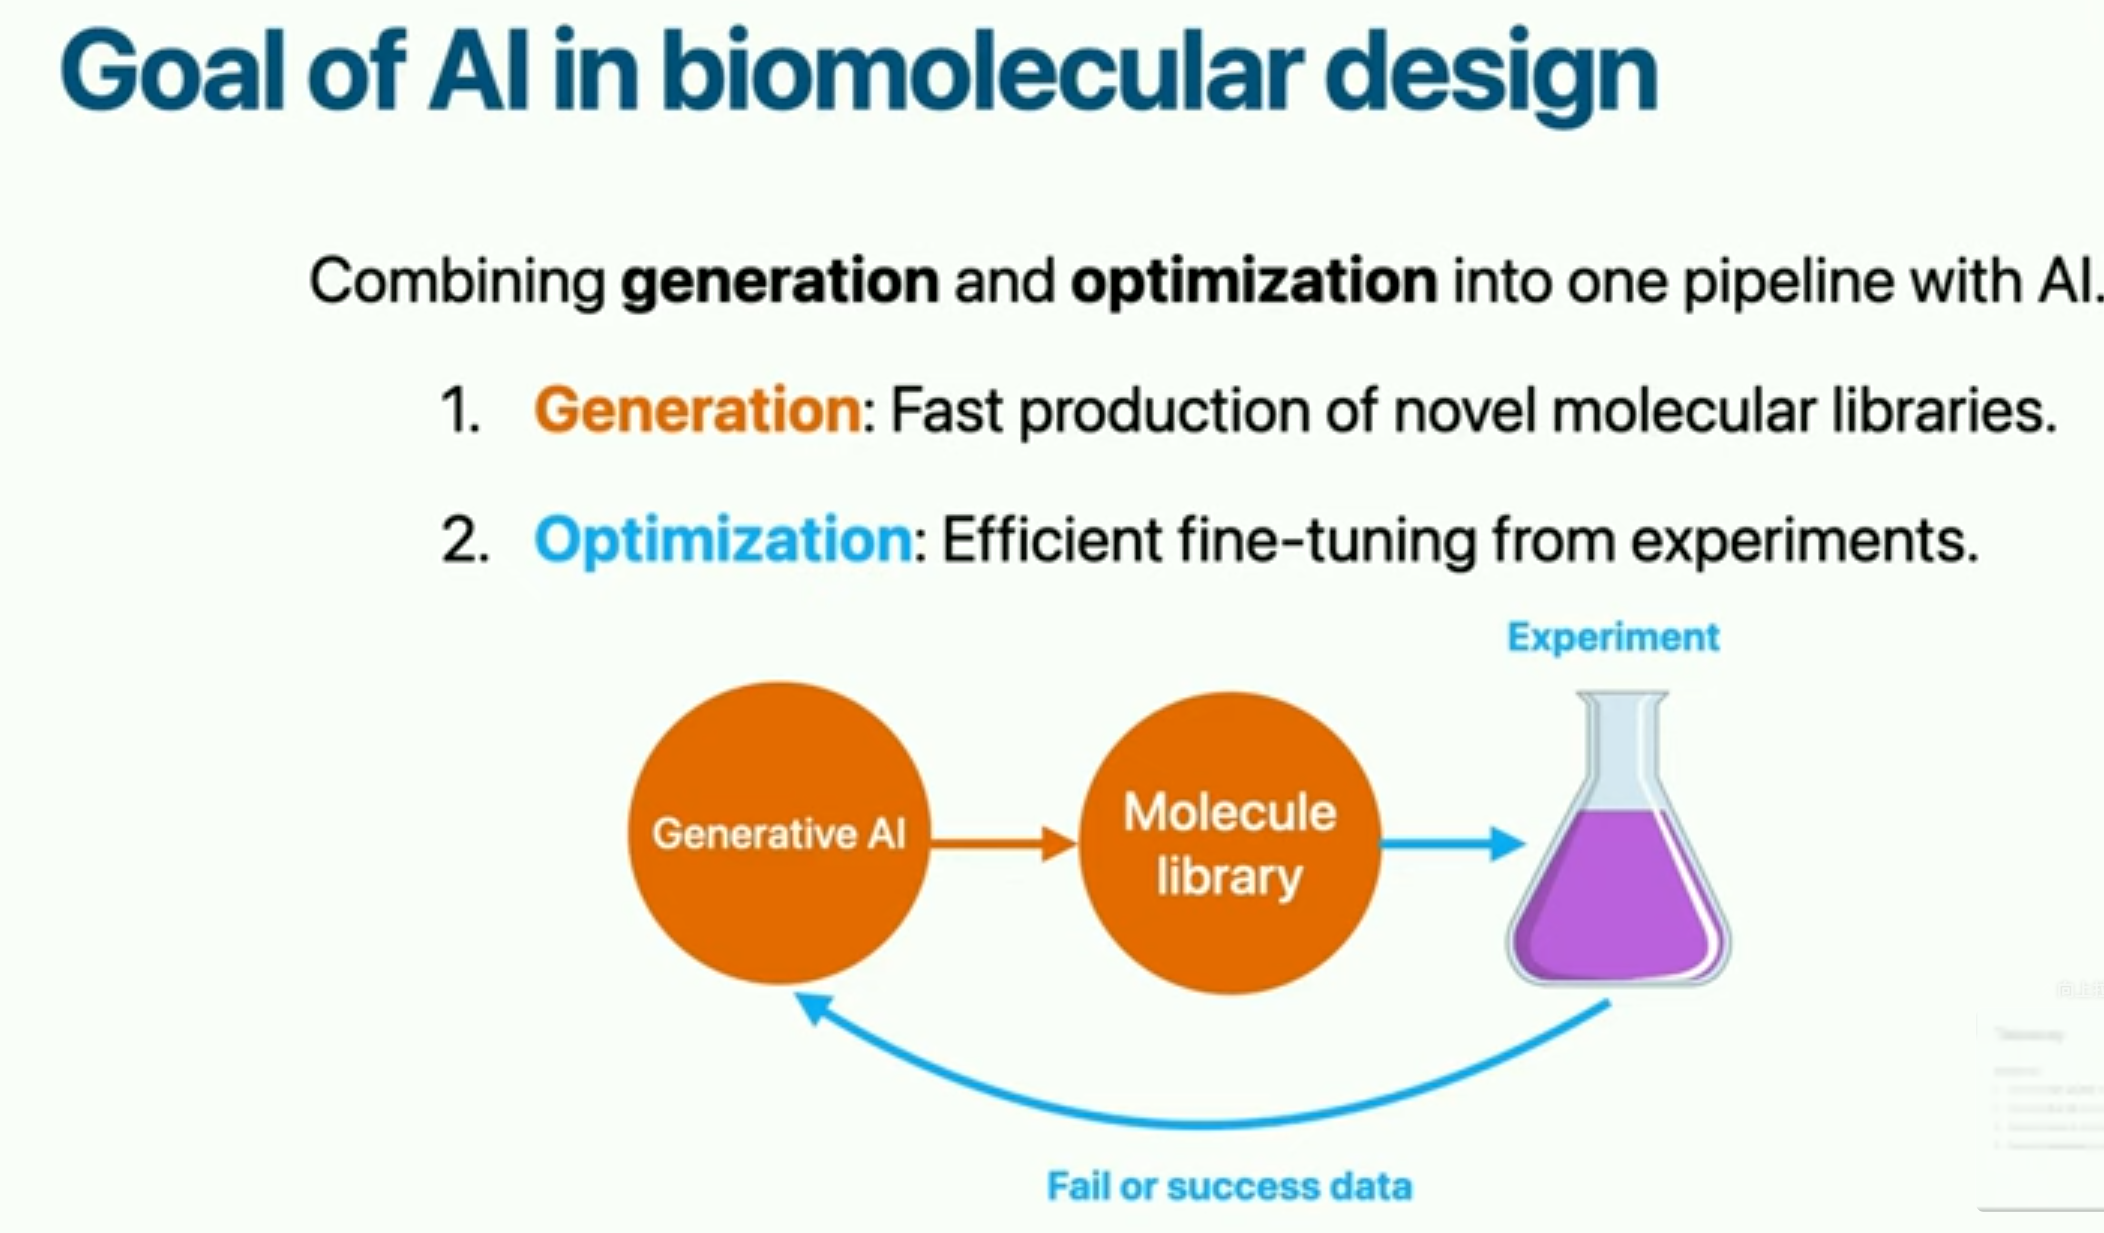 Goal of AI in biomolecular design
Combining generation and optimization into one pipeline with AI.
1. Generation: Fast production of novel molecular libraries.
2. Optimization: Efficient fine-tuning from experiments.
Experiment
Generative AI
Molecule
library
Fail or success data